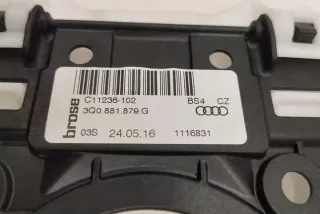 brose
C11236-102 BS4 CZ
3Q0.881.879.G
03S 24.05.16 1116831